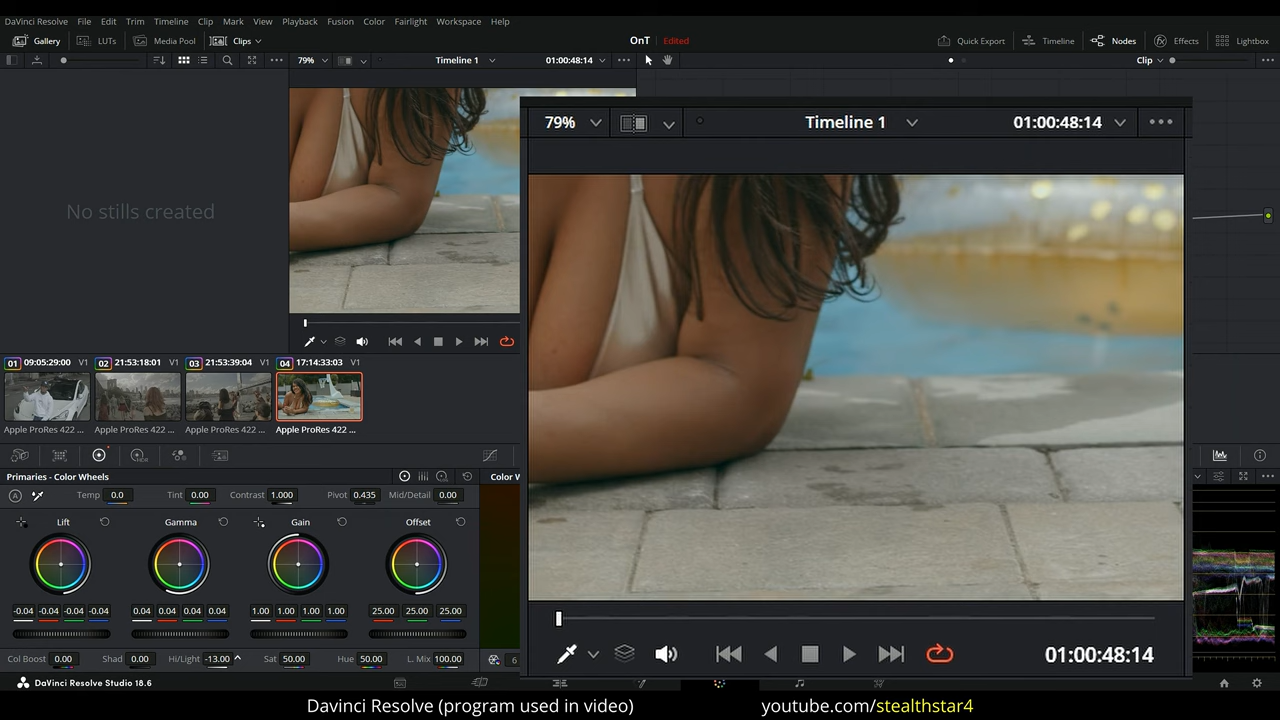 DaVinci Resolve File Edit Trim Timeline Clip Mark View Playback Fusion Color Fairlight Workspace Help
Gallery LUTs Media Pool Clips OnT Edited Quick Export Timeline Nodes Effects Lightbox
79% Timeline 1 01:00:48:14 Clip
79% Timeline 1 01:00:48:14
No stills created
01 09:05:29:00 V1 02 21:53:18:01 V1 03 21:53:39:04 V1 04 17:14:33:03 V1
Apple ProRes 422 ... Apple ProRes 422 ... Apple ProRes 422 ... Apple ProRes 422 ...
Primaries - Color Wheels Color W
A Temp 0.0 Tint 0.00 Contrast 1.000 Pivot 0.435 Mid/Detail 0.00
Lift Gamma Gain Offset
-0.04 -0.04 -0.04 -0.04 0.04 0.04 0.04 0.04 1.00 1.00 1.00 1.00 25.00 25.00 25.00
Col Boost 0.00 Shad 0.00 Hi/Light -13.00 Sat 50.00 Hue 50.00 L. Mix 100.00 6
01:00:48:14
DaVinci Resolve Studio 18.6
Davinci Resolve (program used in video) youtube.com/stealthstar4